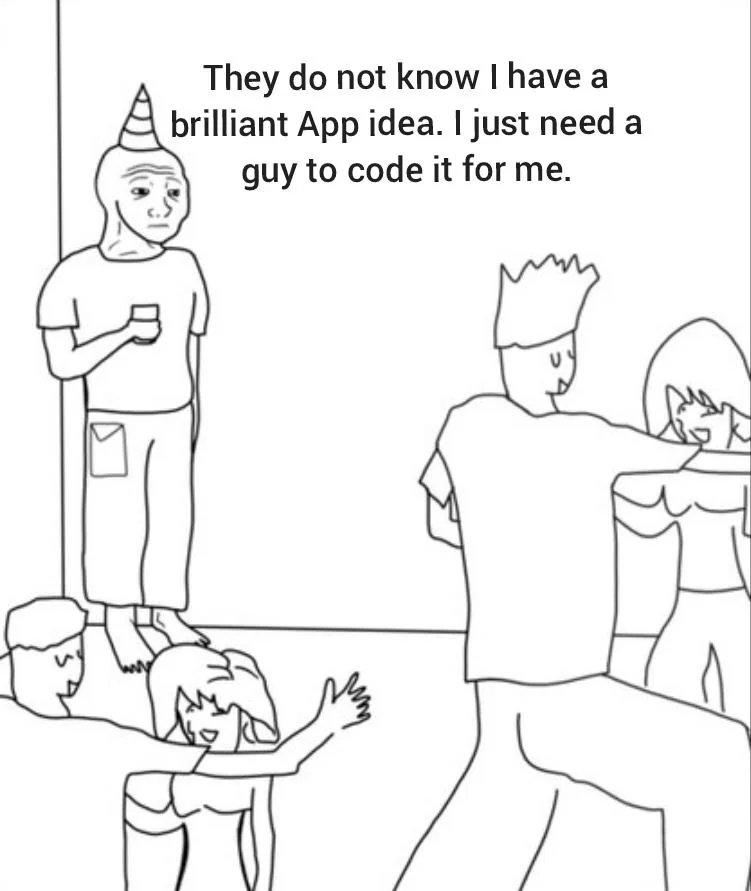 They do not know I have a
brilliant App idea. I just need a
guy to code it for me.